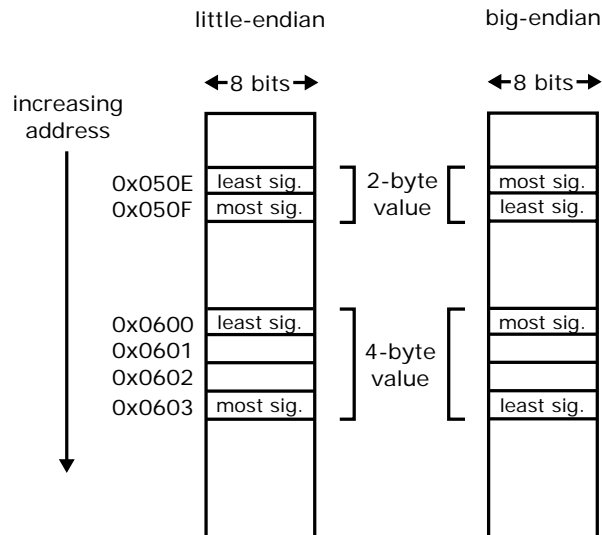 little-endian
big-endian
8 bits
8 bits
increasing
address
0x050E least sig.
0x050F most sig.
2-byte
value
most sig.
least sig.
0x0600 least sig.
0x0601
0x0602
0x0603 most sig.
4-byte
value
most sig.
least sig.